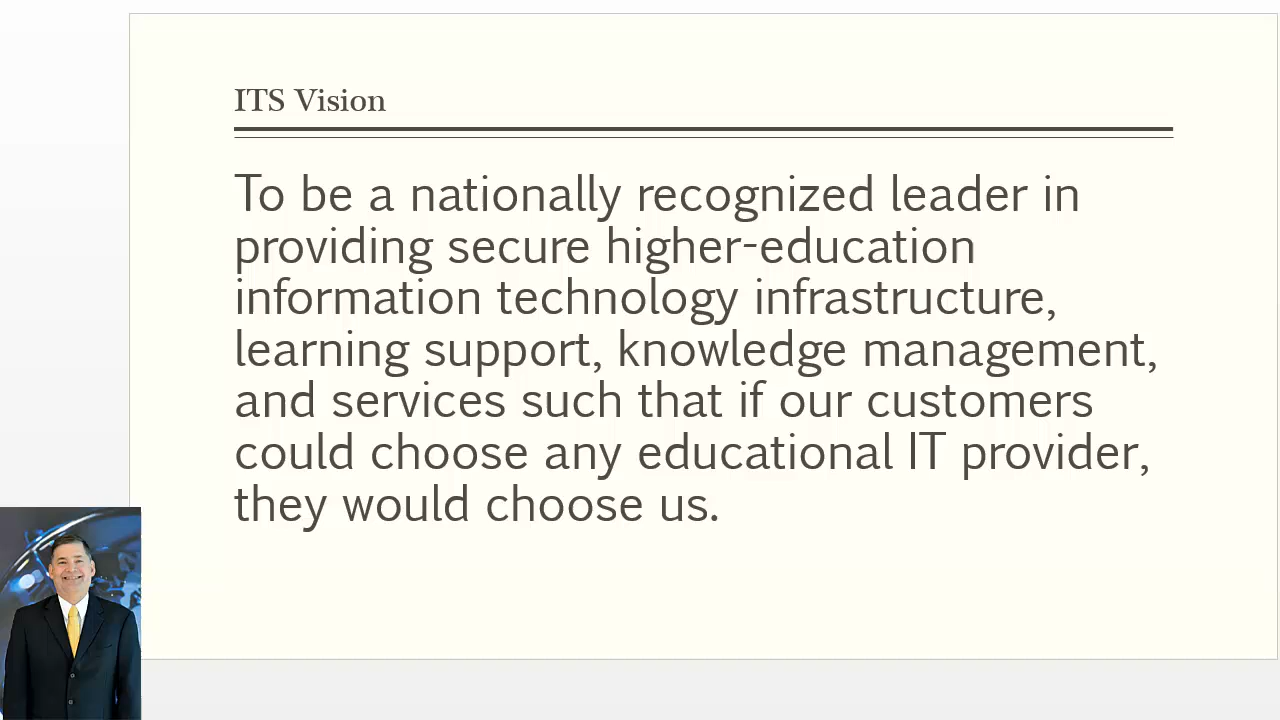 ITS Vision
To be a nationally recognized leader in
providing secure higher-education
information technology infrastructure,
learning support, knowledge management,
and services such that if our customers
could choose any educational IT provider,
they would choose us.